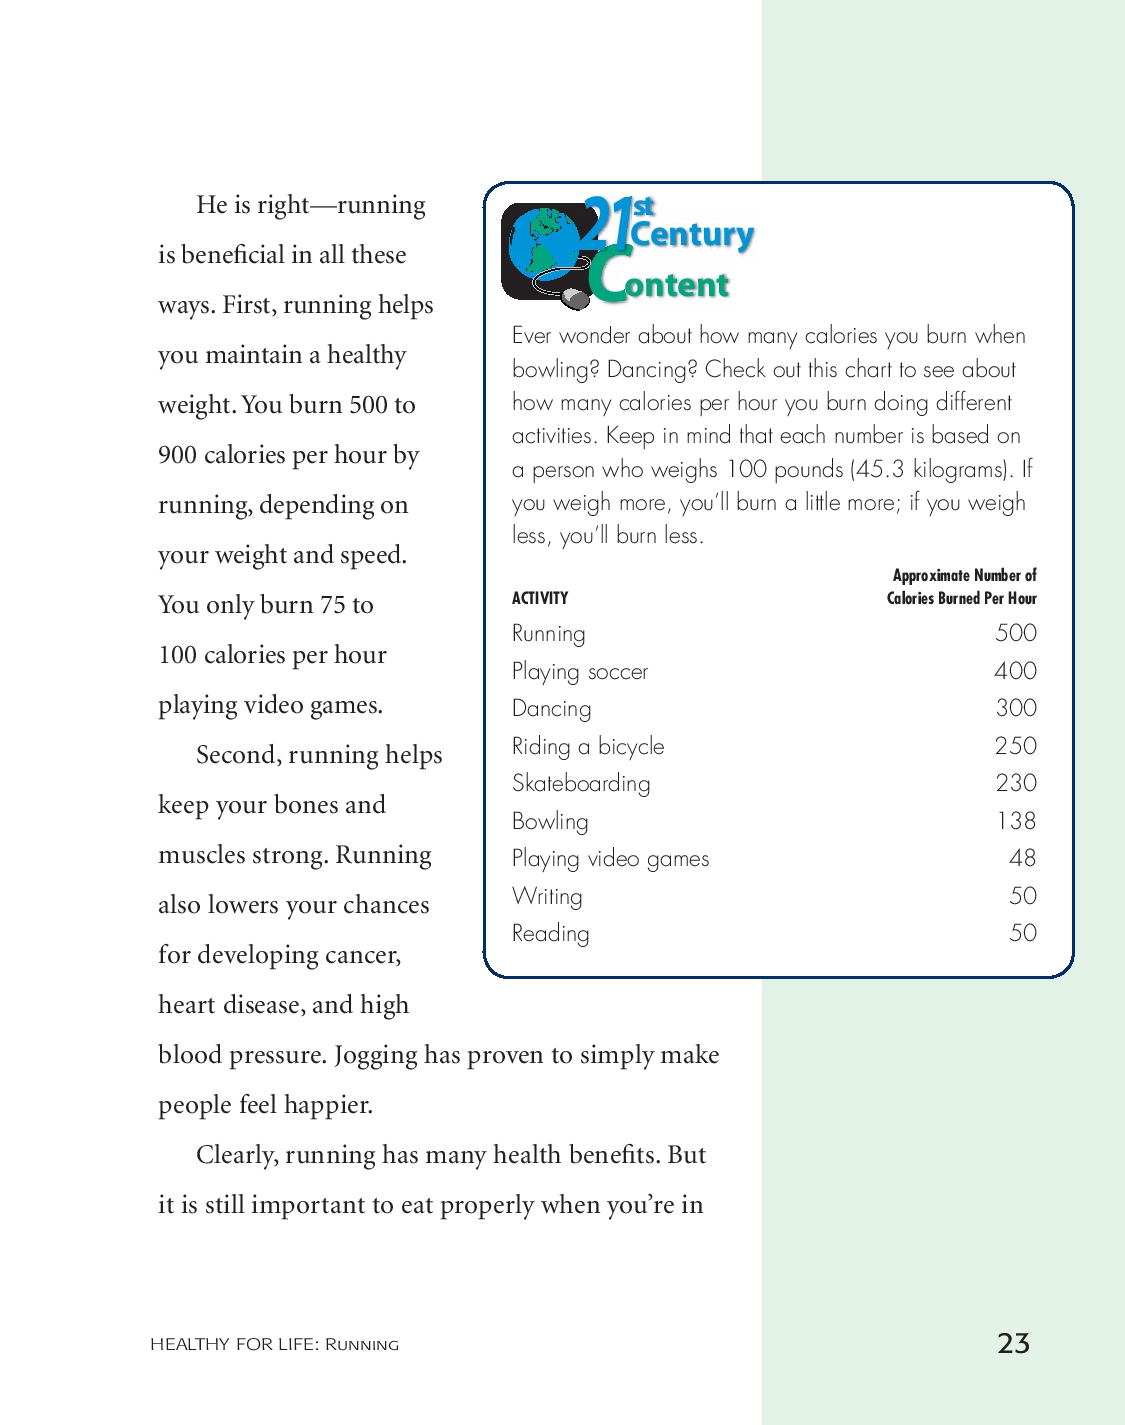 He is right—running
is beneficial in all these
ways. First, running helps
you maintain a healthy
weight. You burn 500 to
900 calories per hour by
running, depending on
your weight and speed.
You only burn 75 to
100 calories per hour
playing video games.
Second, running helps
keep your bones and
muscles strong. Running
also lowers your chances
for developing cancer,
heart disease, and high
blood pressure. Jogging has proven to simply make
people feel happier.
Clearly, running has many health benefits. But
it is still important to eat properly when you’re in
21st
Century
Content
Ever wonder about how many calories you burn when
bowling? Dancing? Check out this chart to see about
how many calories per hour you burn doing different
activities. Keep in mind that each number is based on
a person who weighs 100 pounds (45.3 kilograms). If
you weigh more, you’ll burn a little more; if you weigh
less, you’ll burn less.
Approximate Number of
ACTIVITY Calories Burned Per Hour
Running 500
Playing soccer 400
Dancing 300
Riding a bicycle 250
Skateboarding 230
Bowling 138
Playing video games 48
Writing 50
Reading 50
HEALTHY FOR LIFE: RUNNING 23